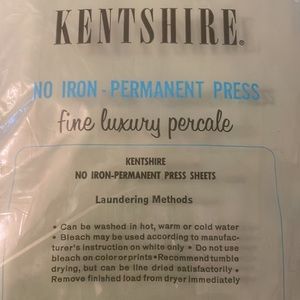 KENTSHIRE®
NO IRON - PERMANENT PRESS
fine luxury percale
KENTSHIRE
NO IRON-PERMANENT PRESS SHEETS
Laundering Methods
• Can be washed in hot, warm or cold water
• Bleach may be used according to manufac-
turer's instruction on white only • Do not use
bleach on color or prints • Recommend tumble
drying, but can be line dried satisfactorily •
Remove finished load from dryer immediately